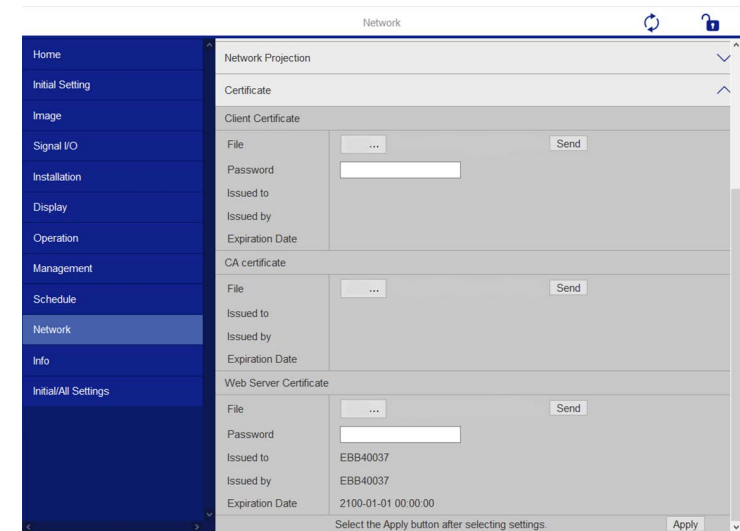 Network
Home
Initial Setting
Image
Signal I/O
Installation
Display
Operation
Management
Schedule
Network
Info
Initial/All Settings
Network Projection
Certificate
Client Certificate
File ... Send
Password
Issued to
Issued by
Expiration Date
CA certificate
File ... Send
Issued to
Issued by
Expiration Date
Web Server Certificate
File ... Send
Password
Issued to EBB40037
Issued by EBB40037
Expiration Date 2100-01-01 00:00:00
Select the Apply button after selecting settings. Apply